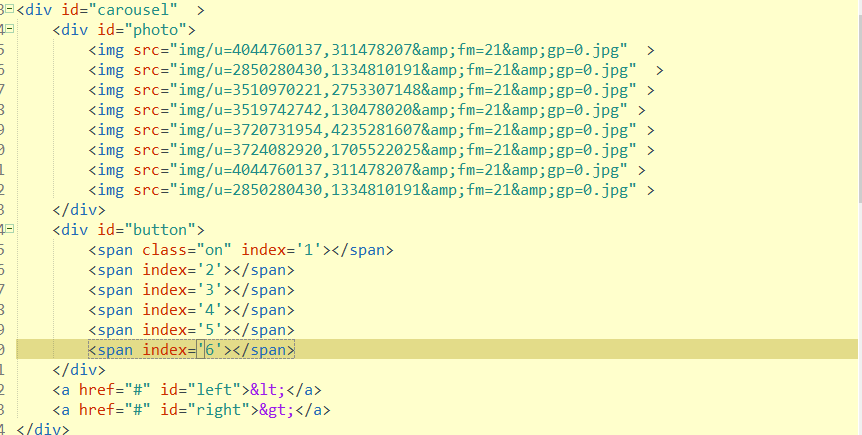 3<div id="carousel"  >
4    <div id="photo">
5        <img src="img/u=4044760137,311478207&amp;fm=21&amp;gp=0.jpg"  >
6        <img src="img/u=2850280430,1334810191&amp;fm=21&amp;gp=0.jpg"  >
7        <img src="img/u=3510970221,2753307148&amp;fm=21&amp;gp=0.jpg" >
8        <img src="img/u=3519742742,130478020&amp;fm=21&amp;gp=0.jpg" >
9        <img src="img/u=3720731954,4235281607&amp;fm=21&amp;gp=0.jpg" >
0        <img src="img/u=3724082920,1705522025&amp;fm=21&amp;gp=0.jpg" >
1        <img src="img/u=4044760137,311478207&amp;fm=21&amp;gp=0.jpg" >
2        <img src="img/u=2850280430,1334810191&amp;fm=21&amp;gp=0.jpg" >
3    </div>
4    <div id="button">
5        <span class="on" index='1'></span>
6        <span index='2'></span>
7        <span index='3'></span>
8        <span index='4'></span>
9        <span index='5'></span>
0        <span index='6'></span>
1    </div>
2    <a href="#" id="left">&lt;</a>
3    <a href="#" id="right">&gt;</a>
4</div>